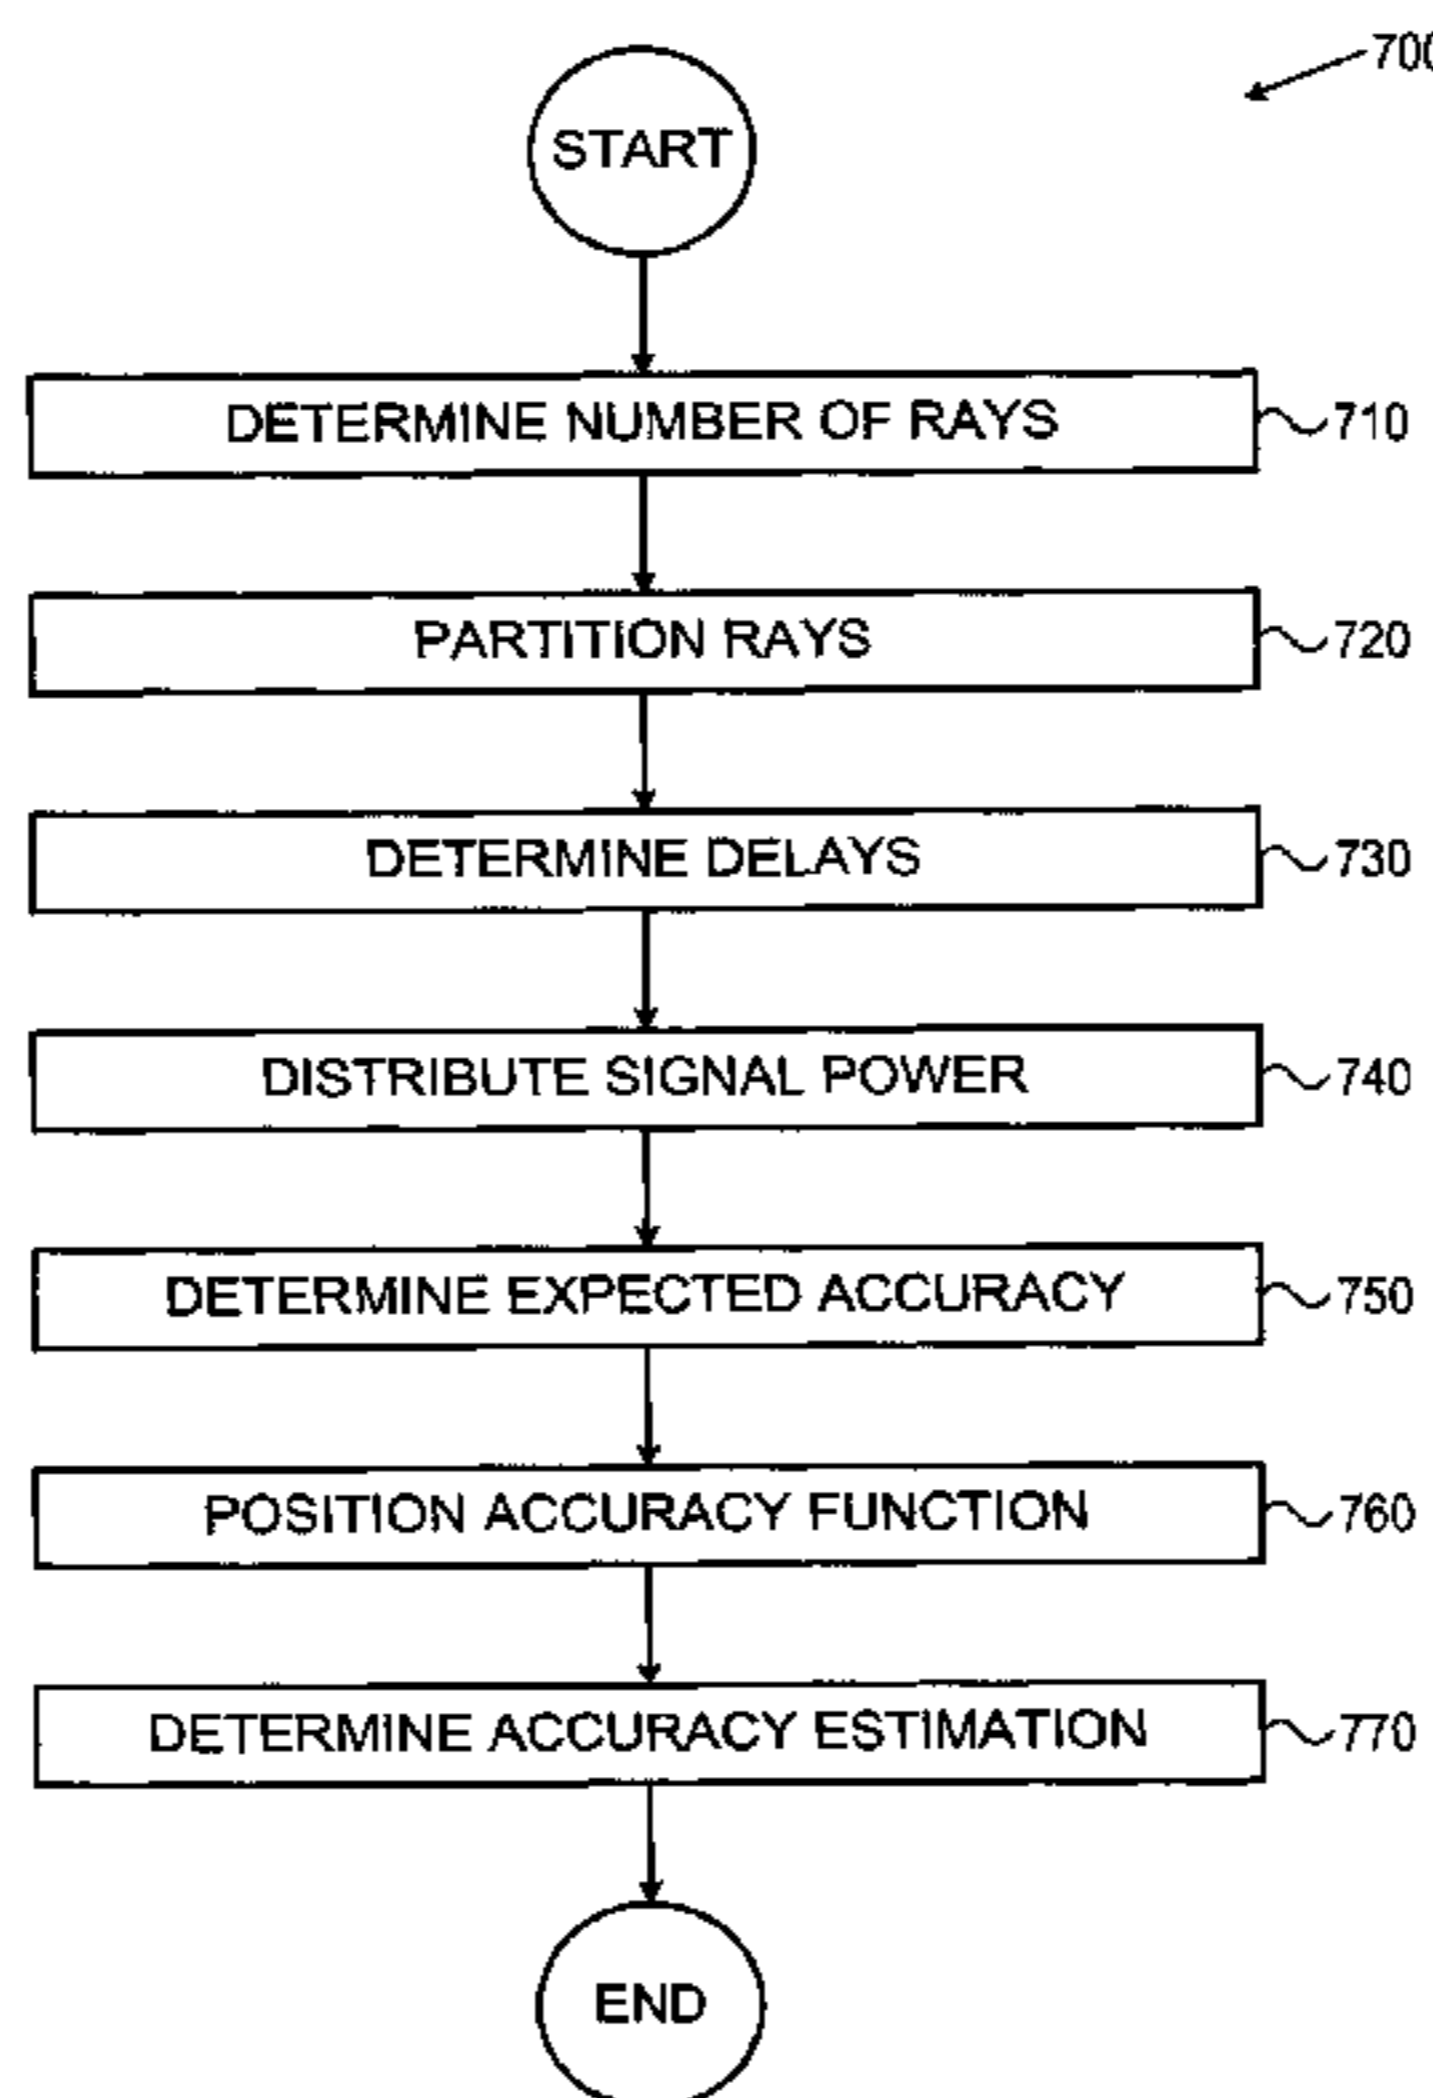 700
START
DETERMINE NUMBER OF RAYS
710
PARTITION RAYS
720
DETERMINE DELAYS
730
DISTRIBUTE SIGNAL POWER
740
DETERMINE EXPECTED ACCURACY
750
POSITION ACCURACY FUNCTION
760
DETERMINE ACCURACY ESTIMATION
770
END